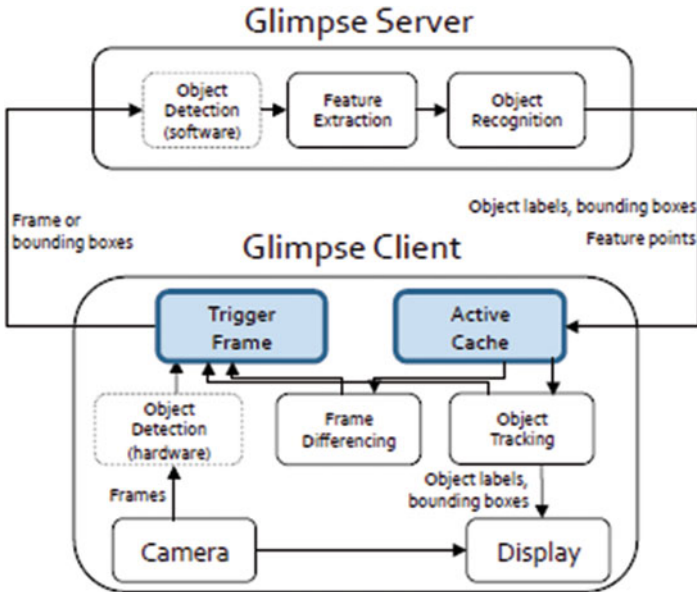 Glimpse Server
Object
Detection
(software)
Feature
Extraction
Object
Recognition
Frame or
bounding boxes
Object labels, bounding boxes
Feature points
Glimpse Client
Trigger
Frame
Active
Cache
Object
Detection
(hardware)
Frame
Differencing
Object
Tracking
Frames
Object labels,
bounding boxes
Camera
Display